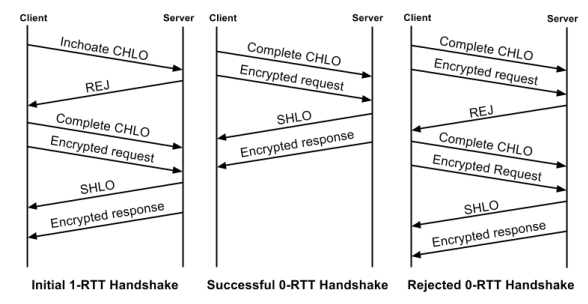 Client Server
Inchoate CHLO
REJ
Complete CHLO
Encrypted request
SHLO
Encrypted response
Initial 1-RTT Handshake
Client Server
Complete CHLO
Encrypted request
SHLO
Encrypted response
Successful 0-RTT Handshake
Client Server
Complete CHLO
Encrypted request
REJ
Complete CHLO
Encrypted Request
SHLO
Encrypted response
Rejected 0-RTT Handshake